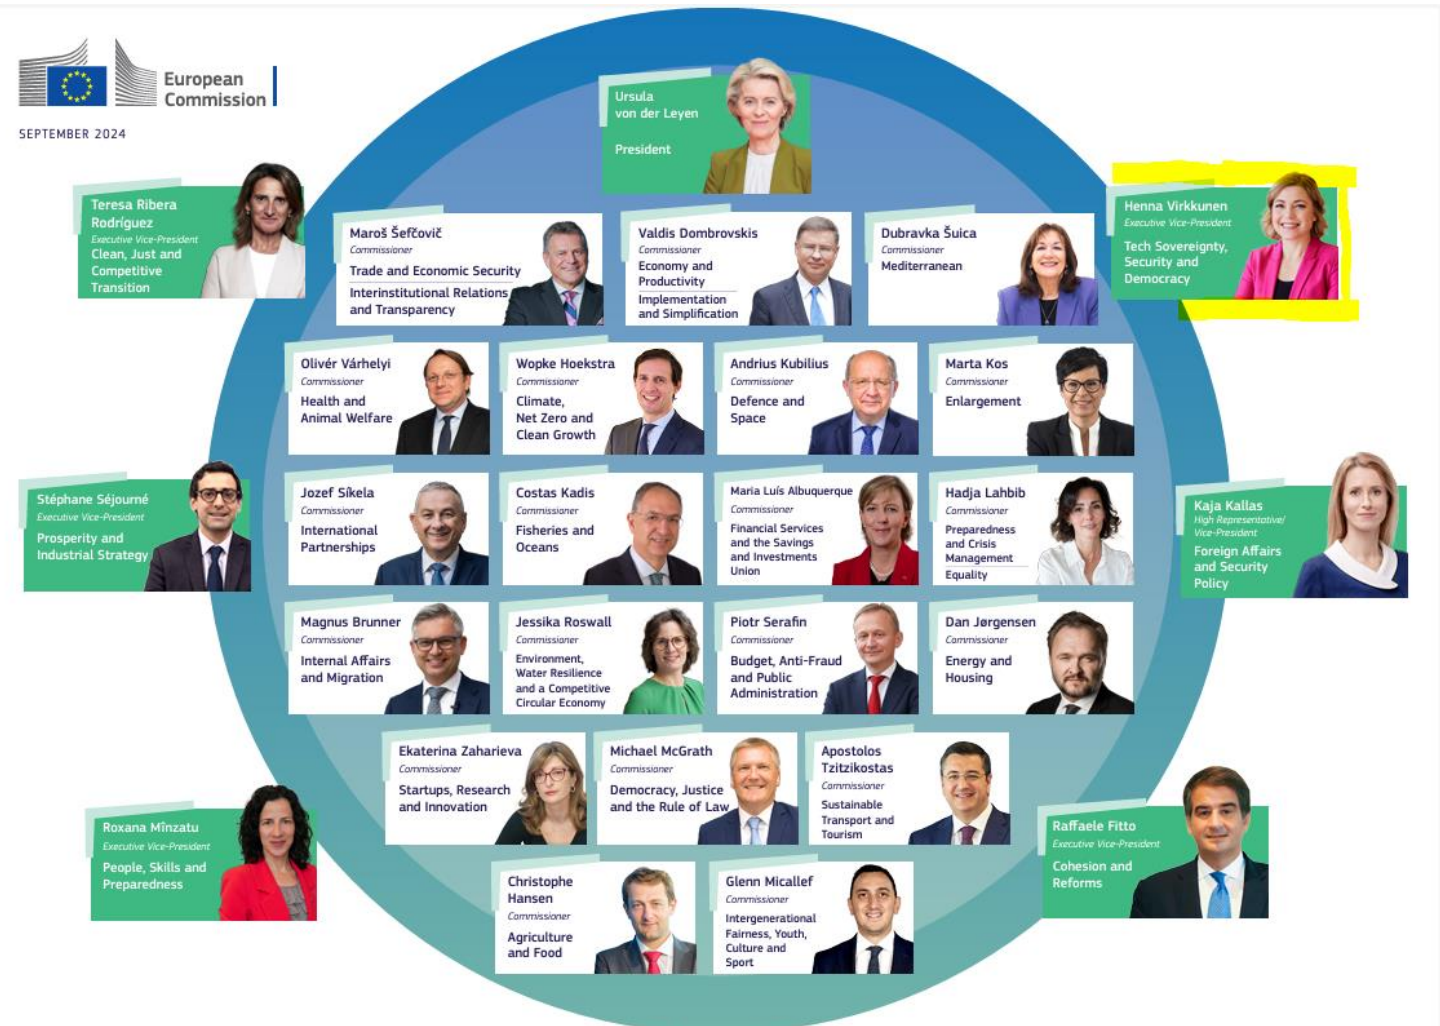 European
Commission
SEPTEMBER 2024
Ursula
von der Leyen
President
Teresa Ribera
Rodríguez
Executive Vice-President
Clean, Just and
Competitive
Transition
Maroš Šefčovič
Commissioner
Trade and Economic Security
Interinstitutional Relations
and Transparency
Valdis Dombrovskis
Commissioner
Economy and
Productivity
Implementation
and Simplification
Dubravka Šuica
Commissioner
Mediterranean
Henna Virkkunen
Executive Vice-President
Tech Sovereignty,
Security and
Democracy
Olivér Várhelyi
Commissioner
Health and
Animal Welfare
Wopke Hoekstra
Commissioner
Climate,
Net Zero and
Clean Growth
Andrius Kubilius
Commissioner
Defence and
Space
Marta Kos
Commissioner
Enlargement
Stéphane Séjourné
Executive Vice-President
Prosperity and
Industrial Strategy
Jozef Síkela
Commissioner
International
Partnerships
Costas Kadis
Commissioner
Fisheries and
Oceans
Maria Luís Albuquerque
Commissioner
Financial Services
and the Savings
and Investments
Union
Hadja Lahbib
Commissioner
Preparedness
and Crisis
Management
Equality
Kaja Kallas
High Representative/
Vice-President
Foreign Affairs
and Security
Policy
Magnus Brunner
Commissioner
Internal Affairs
and Migration
Jessika Roswall
Commissioner
Environment,
Water Resilience
and a Competitive
Circular Economy
Piotr Serafin
Commissioner
Budget, Anti-Fraud
and Public
Administration
Dan Jørgensen
Commissioner
Energy and
Housing
Roxana Mînzatu
Executive Vice-President
People, Skills and
Preparedness
Ekaterina Zaharieva
Commissioner
Startups, Research
and Innovation
Michael McGrath
Commissioner
Democracy, Justice
and the Rule of Law
Apostolos
Tzitzikostas
Commissioner
Sustainable
Transport and
Tourism
Raffaele Fitto
Executive Vice-President
Cohesion and
Reforms
Christophe
Hansen
Commissioner
Agriculture
and Food
Glenn Micallef
Commissioner
Intergenerational
Fairness, Youth,
Culture and
Sport